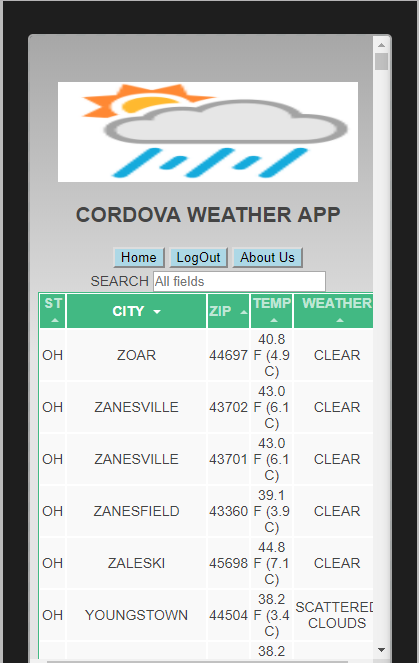 CORDOVA WEATHER APP
Home LogOut About Us
SEARCH All fields
ST CITY ZIP TEMP WEATHER
OH ZOAR 44697 40.8 F (4.9 C) CLEAR
OH ZANESVILLE 43702 43.0 F (6.1 C) CLEAR
OH ZANESVILLE 43701 43.0 F (6.1 C) CLEAR
OH ZANESFIELD 43360 39.1 F (3.9 C) CLEAR
OH ZALESKI 45698 44.8 F (7.1 C) CLEAR
OH YOUNGSTOWN 44504 38.2 F (3.4 C) SCATTERED CLOUDS
38.2